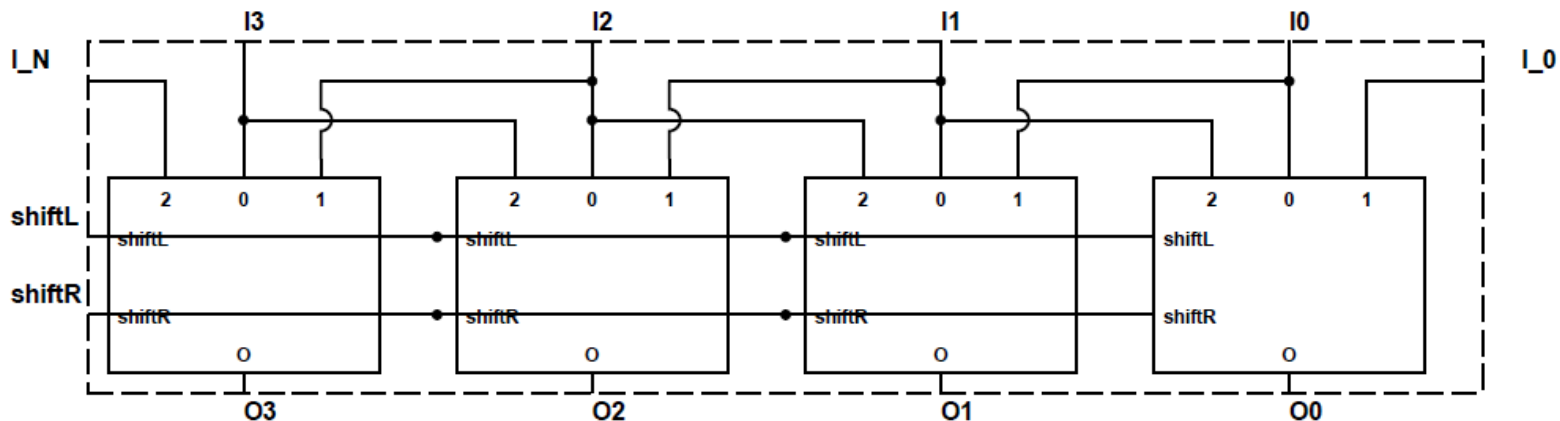 I3 I2 I1 I0
I_N I_0
2 0 1 2 0 1 2 0 1 2 0 1
shiftL shiftL shiftL shiftL shiftL
shiftR shiftR shiftR shiftR shiftR
O O O O
O3 O2 O1 O0